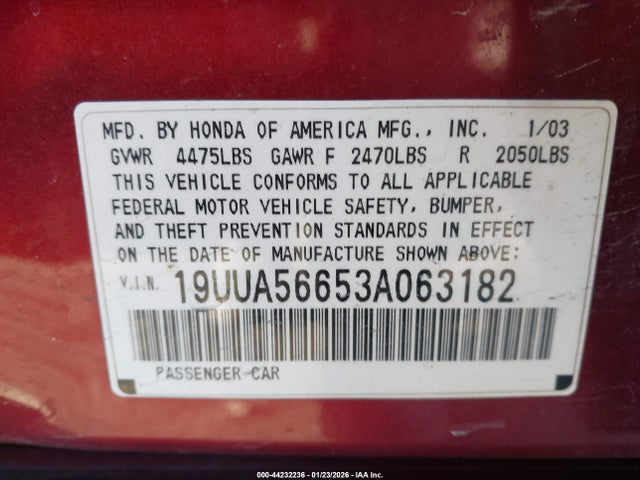 MFD. BY HONDA OF AMERICA MFG., INC. 1/03
GVWR 4475LBS GAWR F 2470LBS R 2050LBS
THIS VEHICLE CONFORMS TO ALL APPLICABLE
FEDERAL MOTOR VEHICLE SAFETY, BUMPER,
AND THEFT PREVENTION STANDARDS IN EFFECT
ON THE DATE OF MANUFACTURE SHOWN ABOVE:
V.I.N. 19UUA56653A063182
PASSENGER CAR
000-44232236 - 01/23/2026 - IAA Inc.